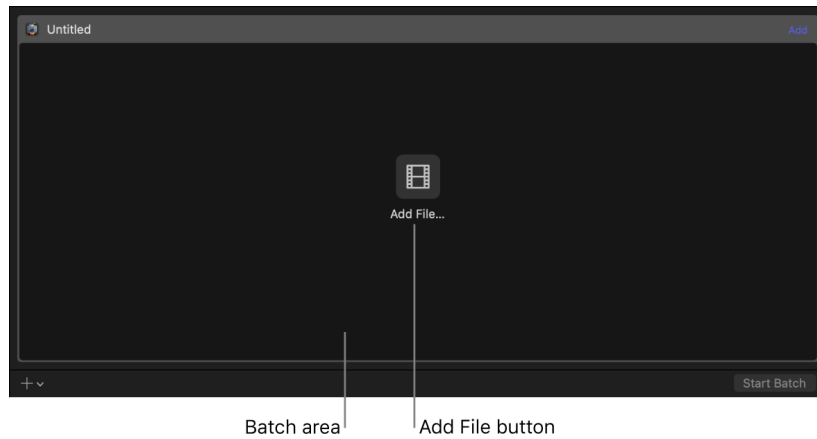 Untitled
Add
Add File...
Start Batch
Batch area
Add File button